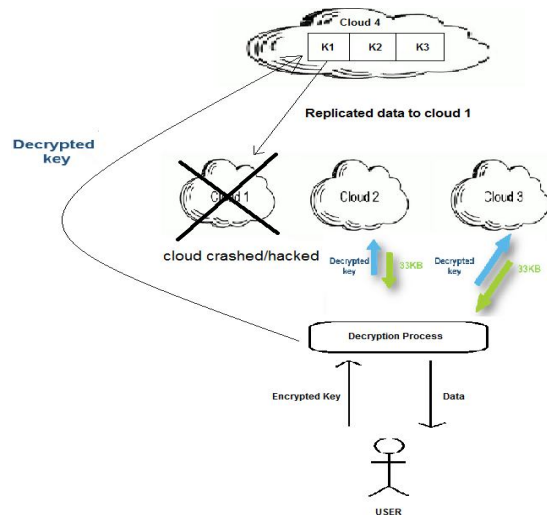 Cloud 4
K1 K2 K3
Replicated data to cloud 1
Decrypted
key
Cloud 1
Cloud 2
Cloud 3
cloud crashed/hacked
Decrypted
key
33KB
Decrypted
key
33KB
Decryption Process
Encrypted Key
Data
USER